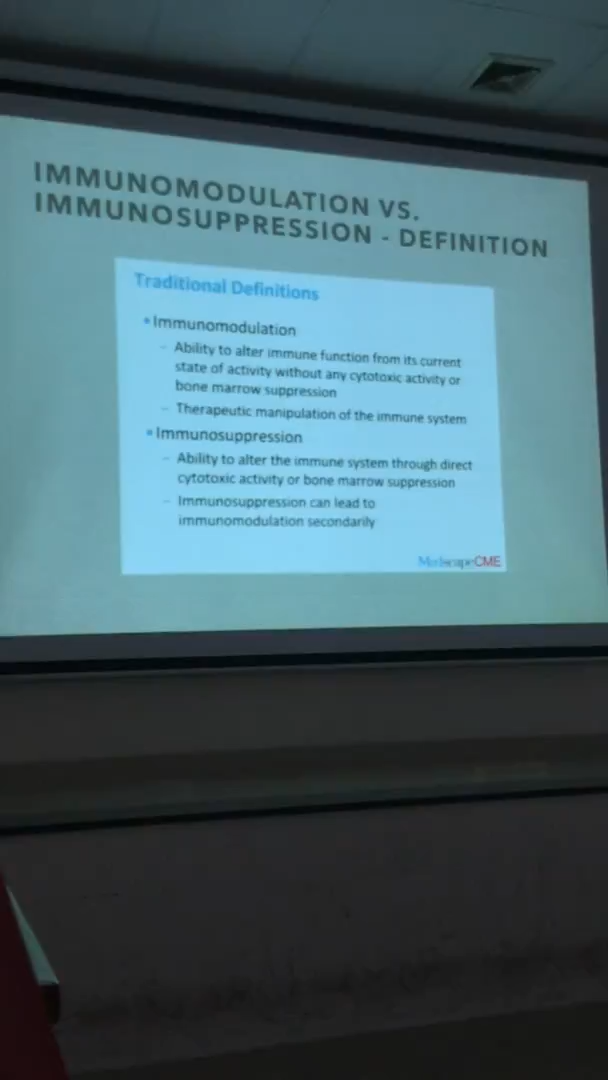 IMMUNOMODULATION VS.
IMMUNOSUPPRESSION - DEFINITION
Traditional Definitions
• Immunomodulation
– Ability to alter immune function from its current
state of activity without any cytotoxic activity or
bone marrow suppression
– Therapeutic manipulation of the immune system
• Immunosuppression
– Ability to alter the immune system through direct
cytotoxic activity or bone marrow suppression
– Immunosuppression can lead to
immunomodulation secondarily
MedscapeCME